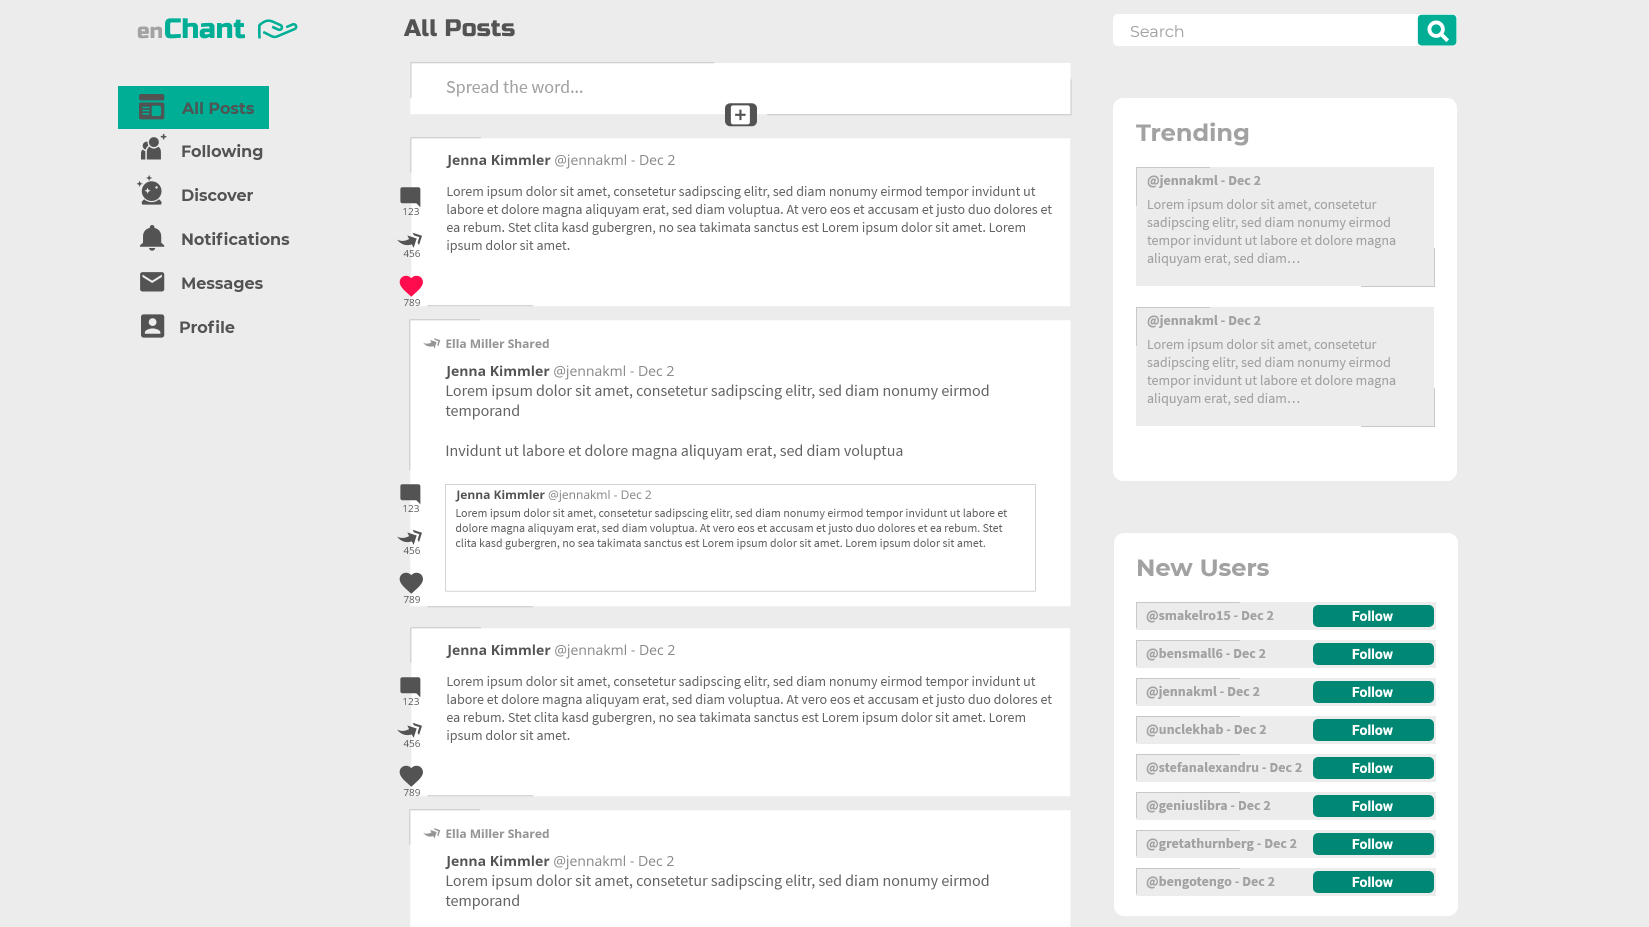 enChant
All Posts
Following
Discover
Notifications
Messages
Profile
All Posts
Spread the word...
Jenna Kimmler @jennakml - Dec 2
Lorem ipsum dolor sit amet, consetetur sadipscing elitr, sed diam nonumy eirmod tempor invidunt ut
labore et dolore magna aliquyam erat, sed diam voluptua. At vero eos et accusam et justo duo dolores et
ea rebum. Stet clita kasd gubergren, no sea takimata sanctus est Lorem ipsum dolor sit amet. Lorem
ipsum dolor sit amet.
123
456
789
Ella Miller Shared
Jenna Kimmler @jennakml - Dec 2
Lorem ipsum dolor sit amet, consetetur sadipscing elitr, sed diam nonumy eirmod
temporand
Invidunt ut labore et dolore magna aliquyam erat, sed diam voluptua
Jenna Kimmler @jennakml - Dec 2
Lorem ipsum dolor sit amet, consetetur sadipscing elitr, sed diam nonumy eirmod tempor invidunt ut labore et
dolore magna aliquyam erat, sed diam voluptua. At vero eos et accusam et justo duo dolores et ea rebum. Stet
clita kasd gubergren, no sea takimata sanctus est Lorem ipsum dolor sit amet. Lorem ipsum dolor sit amet.
123
456
789
Jenna Kimmler @jennakml - Dec 2
Lorem ipsum dolor sit amet, consetetur sadipscing elitr, sed diam nonumy eirmod tempor invidunt ut
labore et dolore magna aliquyam erat, sed diam voluptua. At vero eos et accusam et justo duo dolores et
ea rebum. Stet clita kasd gubergren, no sea takimata sanctus est Lorem ipsum dolor sit amet. Lorem
ipsum dolor sit amet.
123
456
789
Ella Miller Shared
Jenna Kimmler @jennakml - Dec 2
Lorem ipsum dolor sit amet, consetetur sadipscing elitr, sed diam nonumy eirmod
temporand
Search
Trending
@jennakml - Dec 2
Lorem ipsum dolor sit amet, consetetur
sadipscing elitr, sed diam nonumy eirmod
tempor invidunt ut labore et dolore magna
aliquyam erat, sed diam...
@jennakml - Dec 2
Lorem ipsum dolor sit amet, consetetur
sadipscing elitr, sed diam nonumy eirmod
tempor invidunt ut labore et dolore magna
aliquyam erat, sed diam...
New Users
@smakelro15 - Dec 2 Follow
@bensmall6 - Dec 2 Follow
@jennakml - Dec 2 Follow
@unclekhab - Dec 2 Follow
@stefanalexandru - Dec 2 Follow
@geniuslibra - Dec 2 Follow
@gretathurnberg - Dec 2 Follow
@bengotengo - Dec 2 Follow